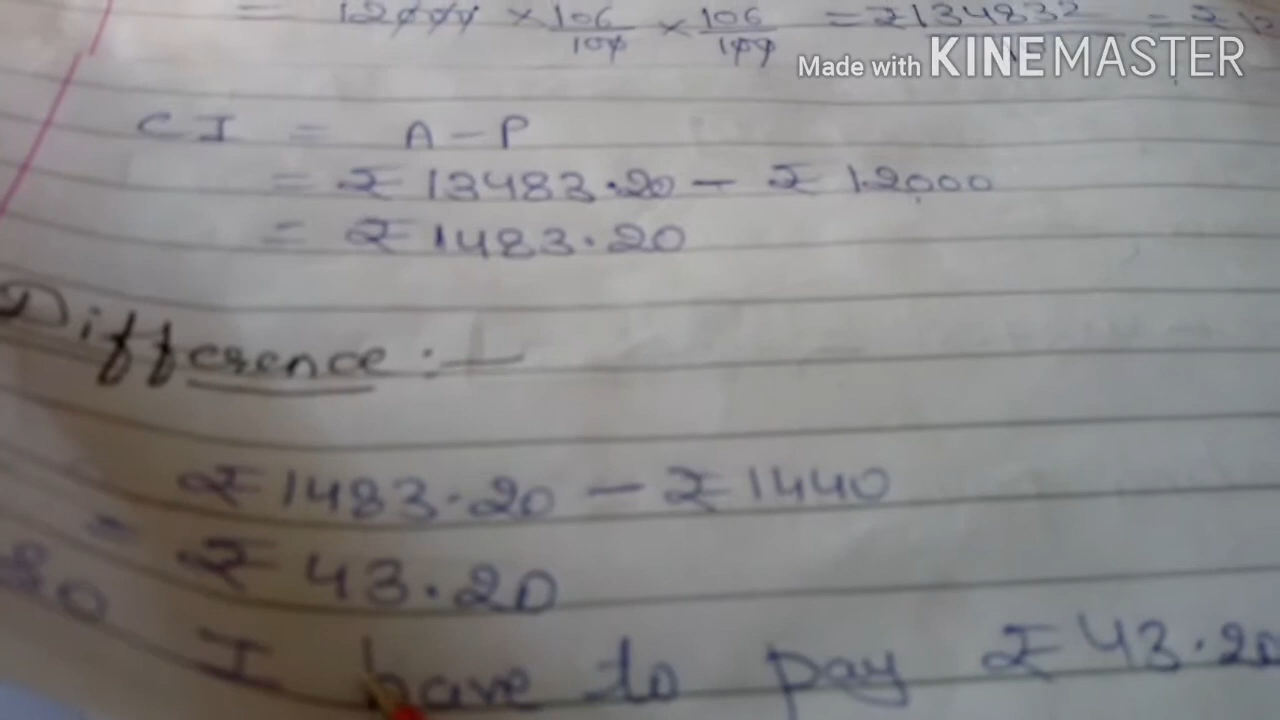 = 12000 × 106/100 × 106/100 = ₹134832 = ₹
Made with KINEMASTER
CI = A - P
= ₹ 13483.20 - ₹ 12000
= ₹ 1483.20
Difference :-
₹ 1483.20 - ₹ 1440
= ₹ 43.20
I have to pay ₹ 43.20